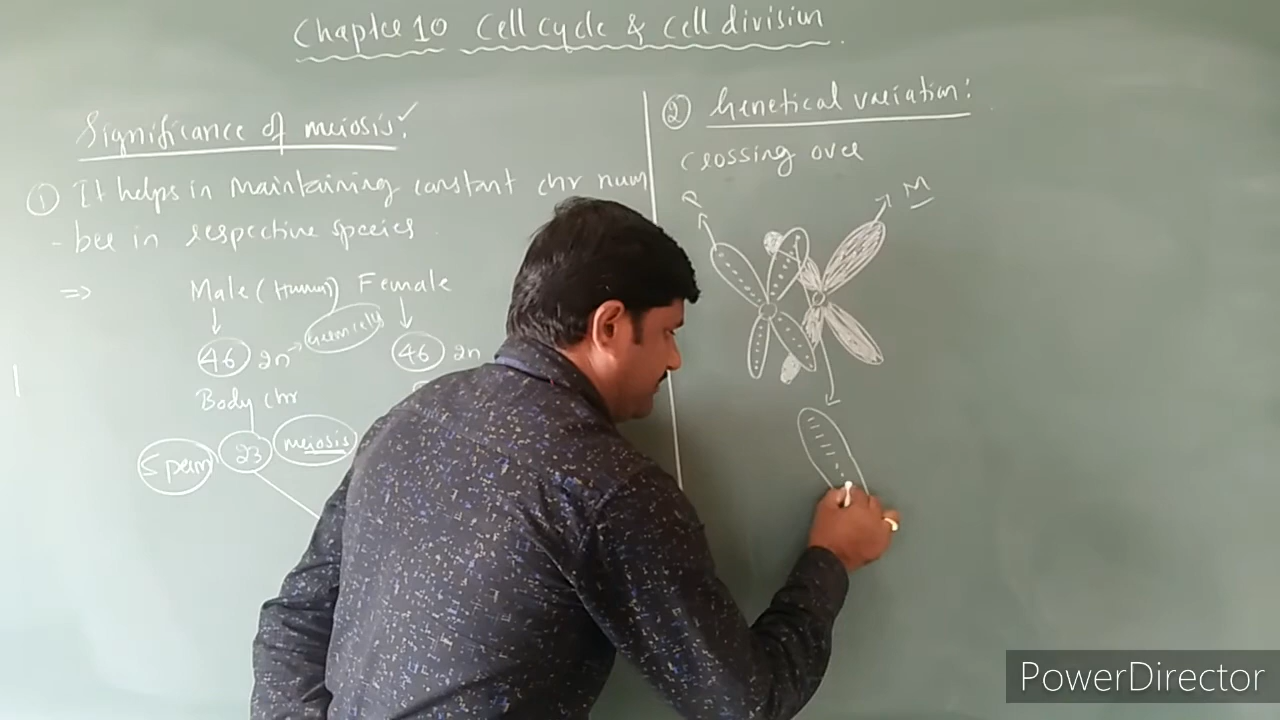 Chapter 10 Cell cycle & cell division.
Significance of meiosis: ✓
① It helps in maintaining constant chr num
- ber in respective species.
⇒ Male (Human) Female
46 2n → 46 2n
Body chr
Sperm 23 meiosis
② Genetical variation:
Crossing over
P M
PowerDirector